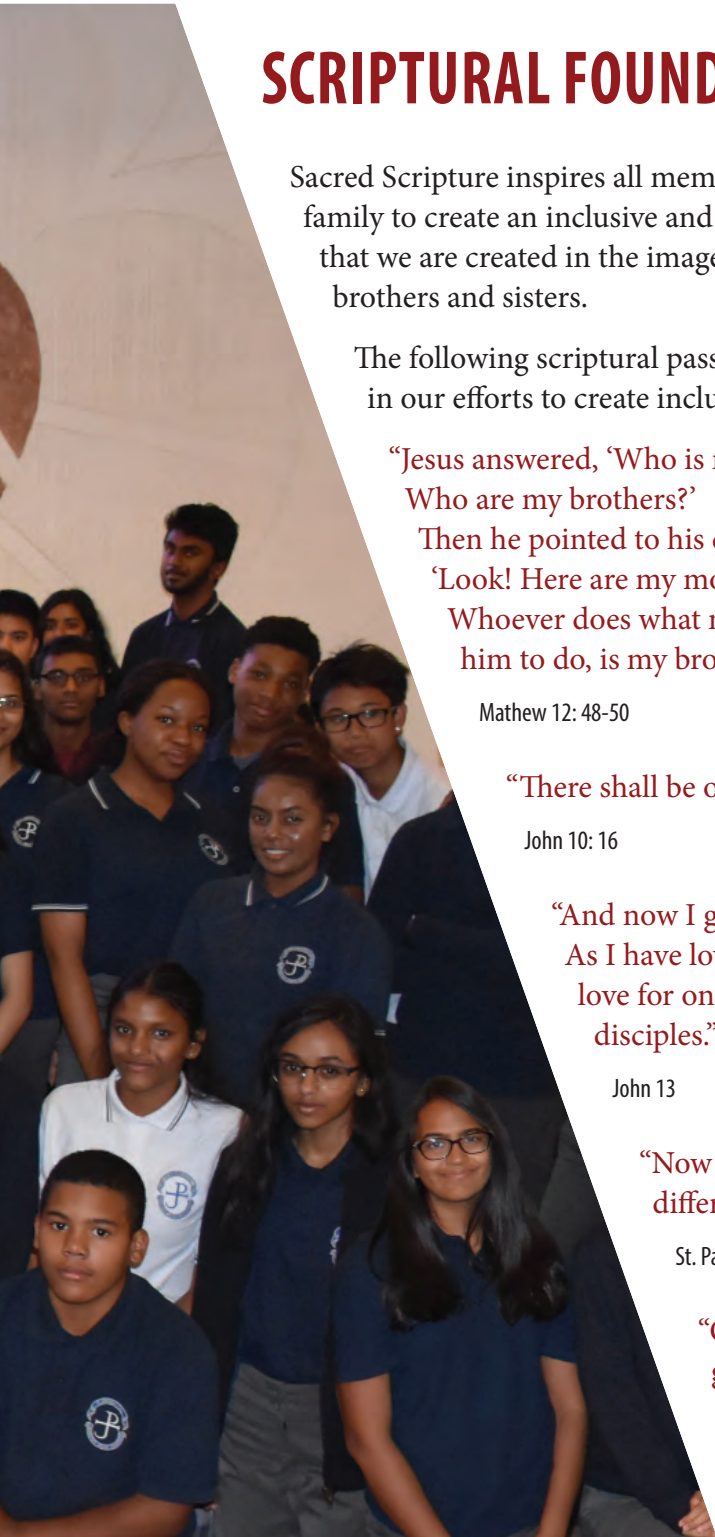 SCRIPTURAL FOUND
Sacred Scripture inspires all mem
family to create an inclusive and
that we are created in the image
brothers and sisters.
The following scriptural pass
in our efforts to create inclu
“Jesus answered, ‘Who is
Who are my brothers?’
Then he pointed to his
‘Look! Here are my mo
Whoever does what
him to do, is my bro
Mathew 12: 48-50
“There shall be o
John 10: 16
“And now I g
As I have lov
love for on
disciples.”
John 13
“Now
differ
St. Pa